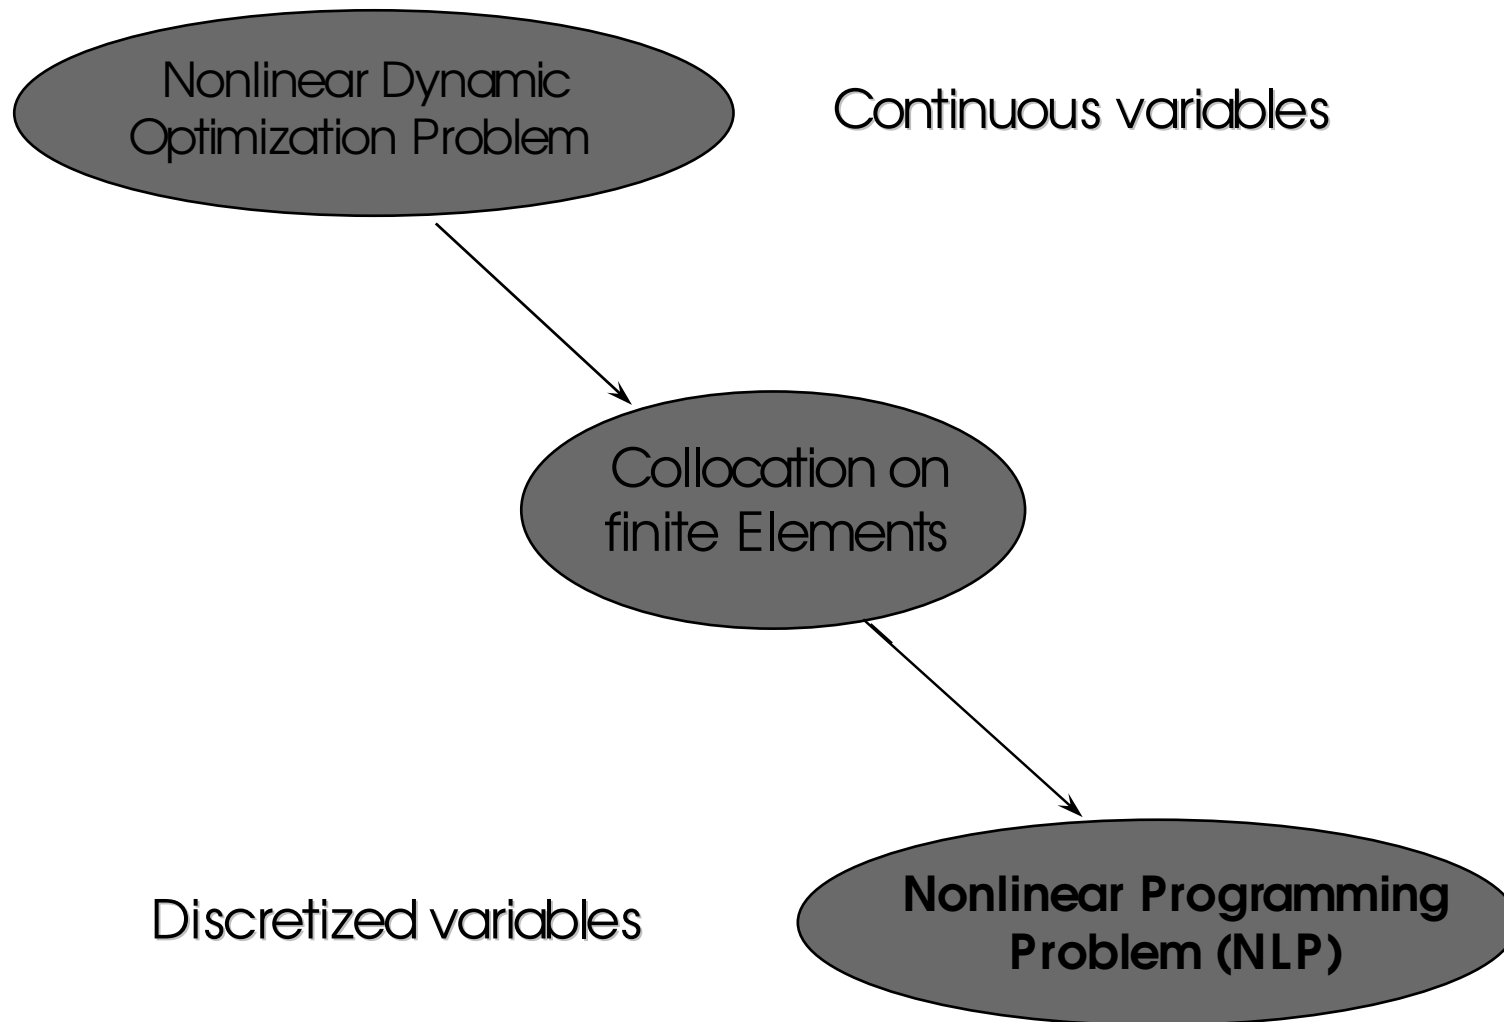 Nonlinear Dynamic
Optimization Problem
Continuous variables
Collocation on
finite Elements
Discretized variables
Nonlinear Programming
Problem (NLP)